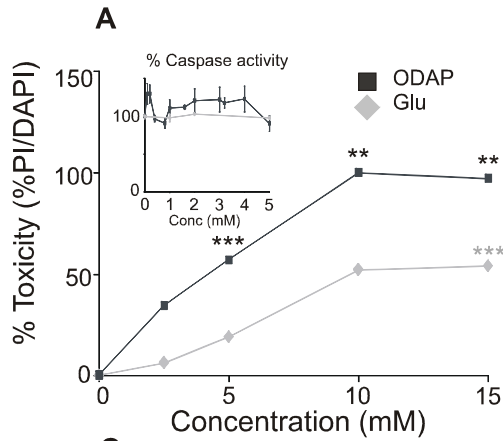 A
% Toxicity (%PI/DAPI)
150
100
50
0
% Caspase activity
100
0
0 1 2 3 4 5
Conc (mM)
ODAP
Glu
***
**
**
***
0 5 10 15
Concentration (mM)